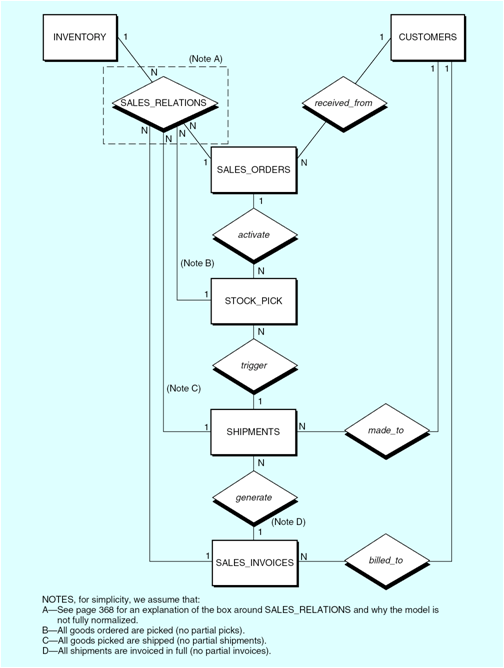 INVENTORY
1
CUSTOMERS
1
1 1
(Note A)
N
SALES_RELATIONS
received_from
N N N N
1
SALES_ORDERS
N
1
activate
(Note B)
N
1
STOCK_PICK
N
trigger
(Note C)
1
1
SHIPMENTS
N
made_to
N
generate
(Note D)
1
1
SALES_INVOICES
N
billed_to
NOTES, for simplicity, we assume that:
A—See page 368 for an explanation of the box around SALES_RELATIONS and why the model is
not fully normalized.
B—All goods ordered are picked (no partial picks).
C—All goods picked are shipped (no partial shipments).
D—All shipments are invoiced in full (no partial invoices).